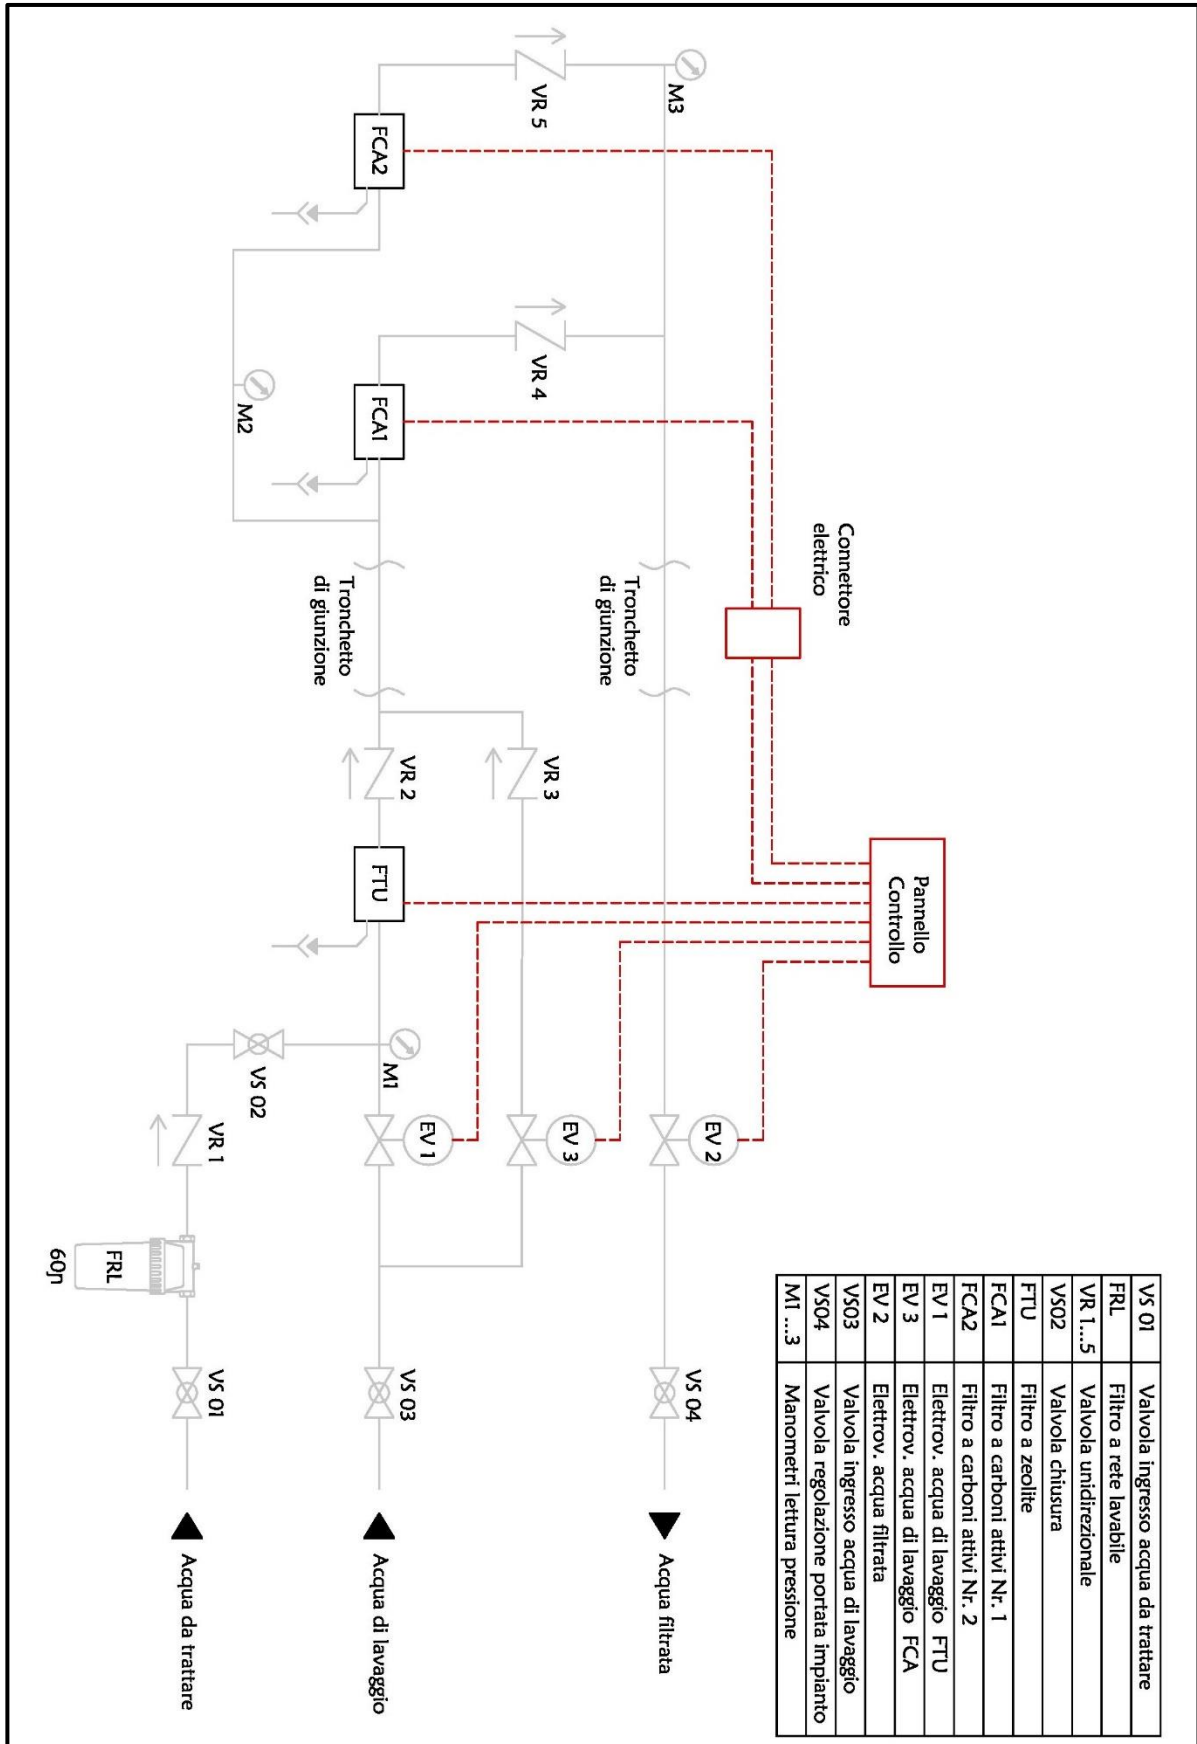 VS 01 Valvola ingresso acqua da trattare
FRL Filtro a rete lavabile
VR 1...5 Valvola unidirezionale
VS02 Valvola chiusura
FTU Filtro a zeolite
FCA1 Filtro a carboni attivi Nr. 1
FCA2 Filtro a carboni attivi Nr. 2
EV 1 Elettrov. acqua di lavaggio FTU
EV 3 Elettrov. acqua di lavaggio FCA
EV 2 Elettrov. acqua filtrata
VS03 Valvola ingresso acqua di lavaggio
VS04 Valvola regolazione portata impianto
M1 ...3 Manometri lettura pressione
Pannello
Controllo
Connettore
elettrico
M3
EV 2
VS 04
Acqua filtrata
Tronchetto
di giunzione
VR 5
VR 4
VR 3
EV 3
FCA2
FCA1
FTU
EV 1
M1
VR 2
VS 03
Acqua di lavaggio
Tronchetto
di giunzione
M2
VS 02
VR 1
VS 01
Acqua da trattare
FRL
60µ